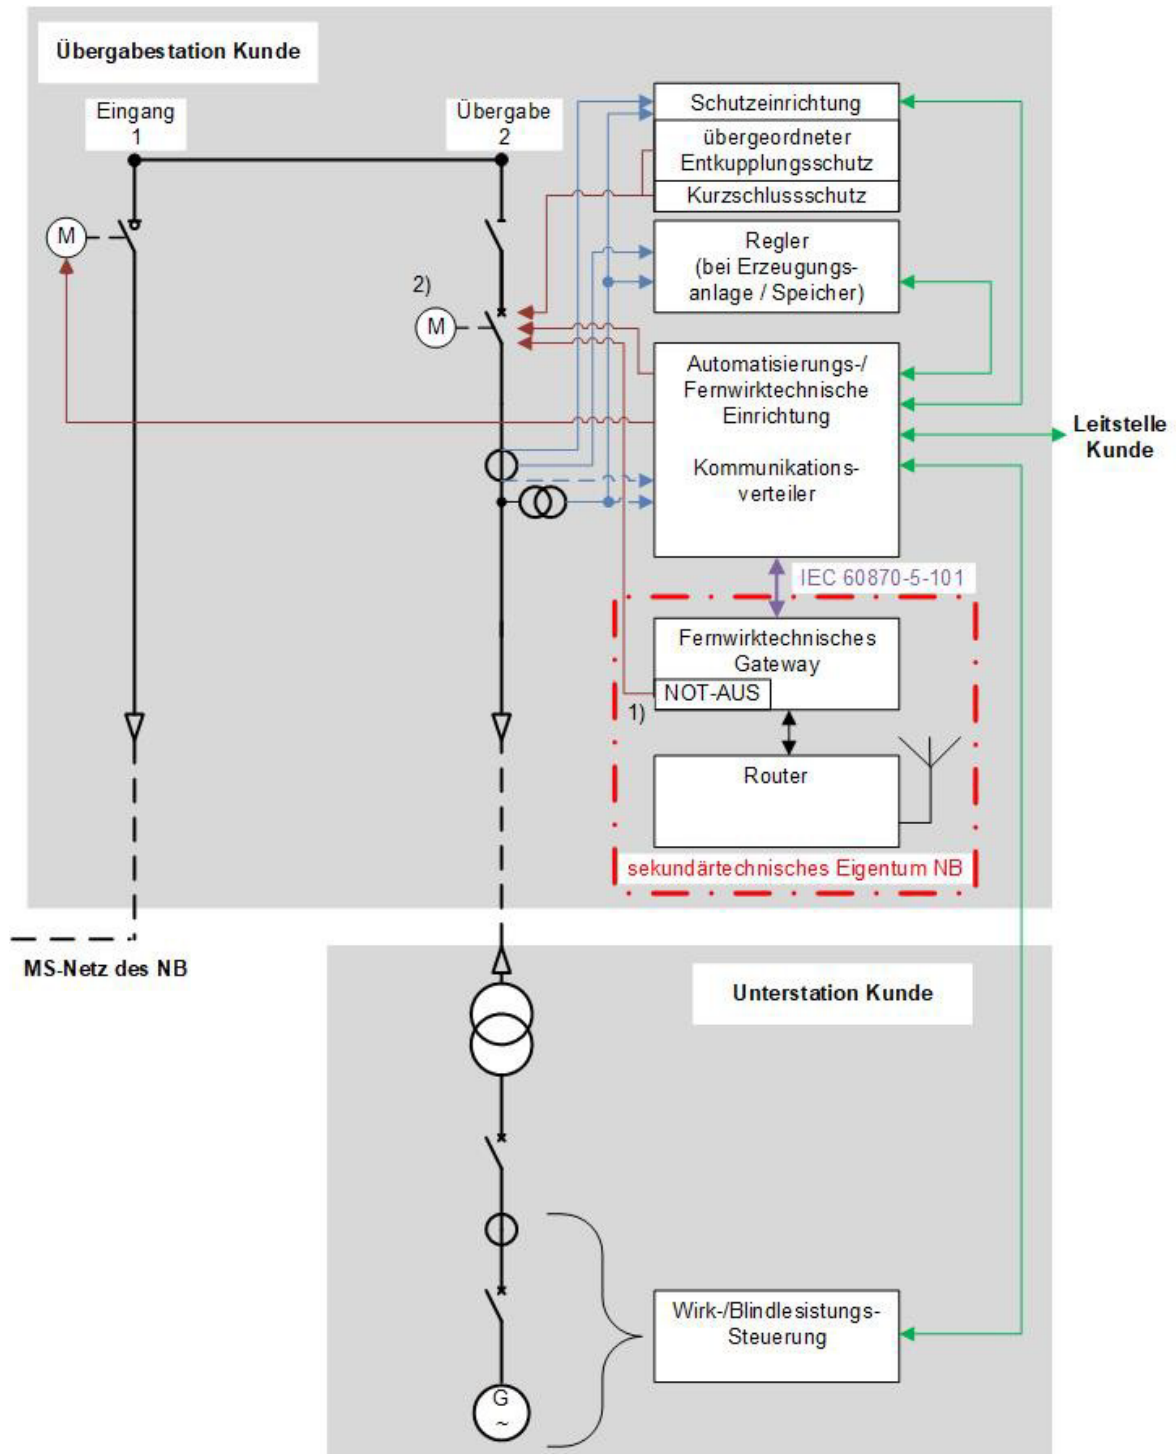 Übergabestation Kunde
Eingang
1
Übergabe
2
Schutzeinrichtung
übergeordneter
Entkupplungsschutz
Kurzschlussschutz
M
Regler
(bei Erzeugungs-
anlage / Speicher)
2)
M
Automatisierungs-/
Fernwirktechnische
Einrichtung
Kommunikations-
verteiler
Leitstelle
Kunde
IEC 60870-5-101
Fernwirktechnisches
Gateway
NOT-AUS
1)
Router
sekundärtechnisches Eigentum NB
MS-Netz des NB
Unterstation Kunde
Wirk-/Blindlesistungs-
Steuerung
G
~